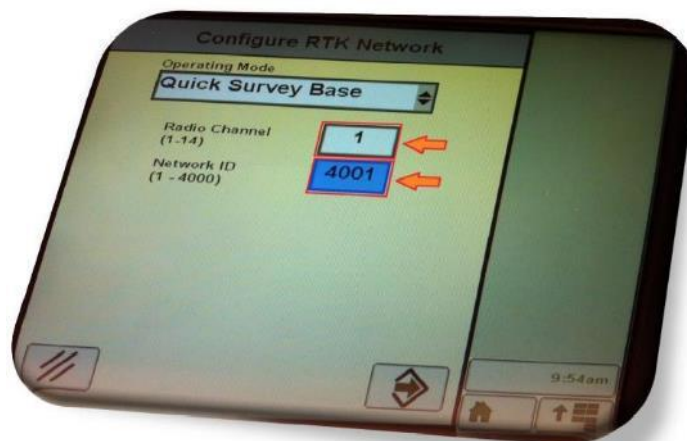 Configure RTK Network
Operating Mode
Quick Survey Base
Radio Channel
(1-14)
1
Network ID
(1 - 4000)
4001
9:54am